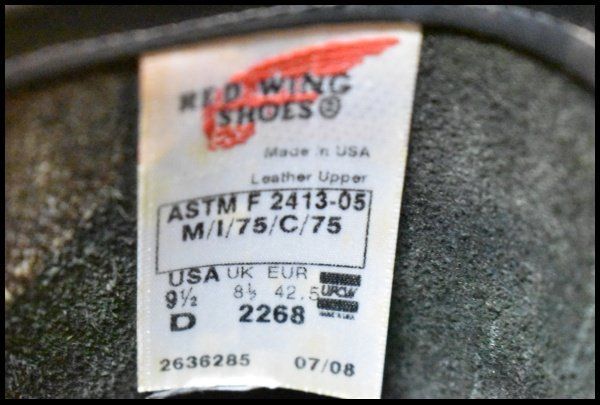 RED WING
SHOES®
Made in USA
Leather Upper
ASTM F 2413-05
M/I/75/C/75
USA UK EUR
9½ 8½ 42.5 UPCW
D 2268
2636285 07/08